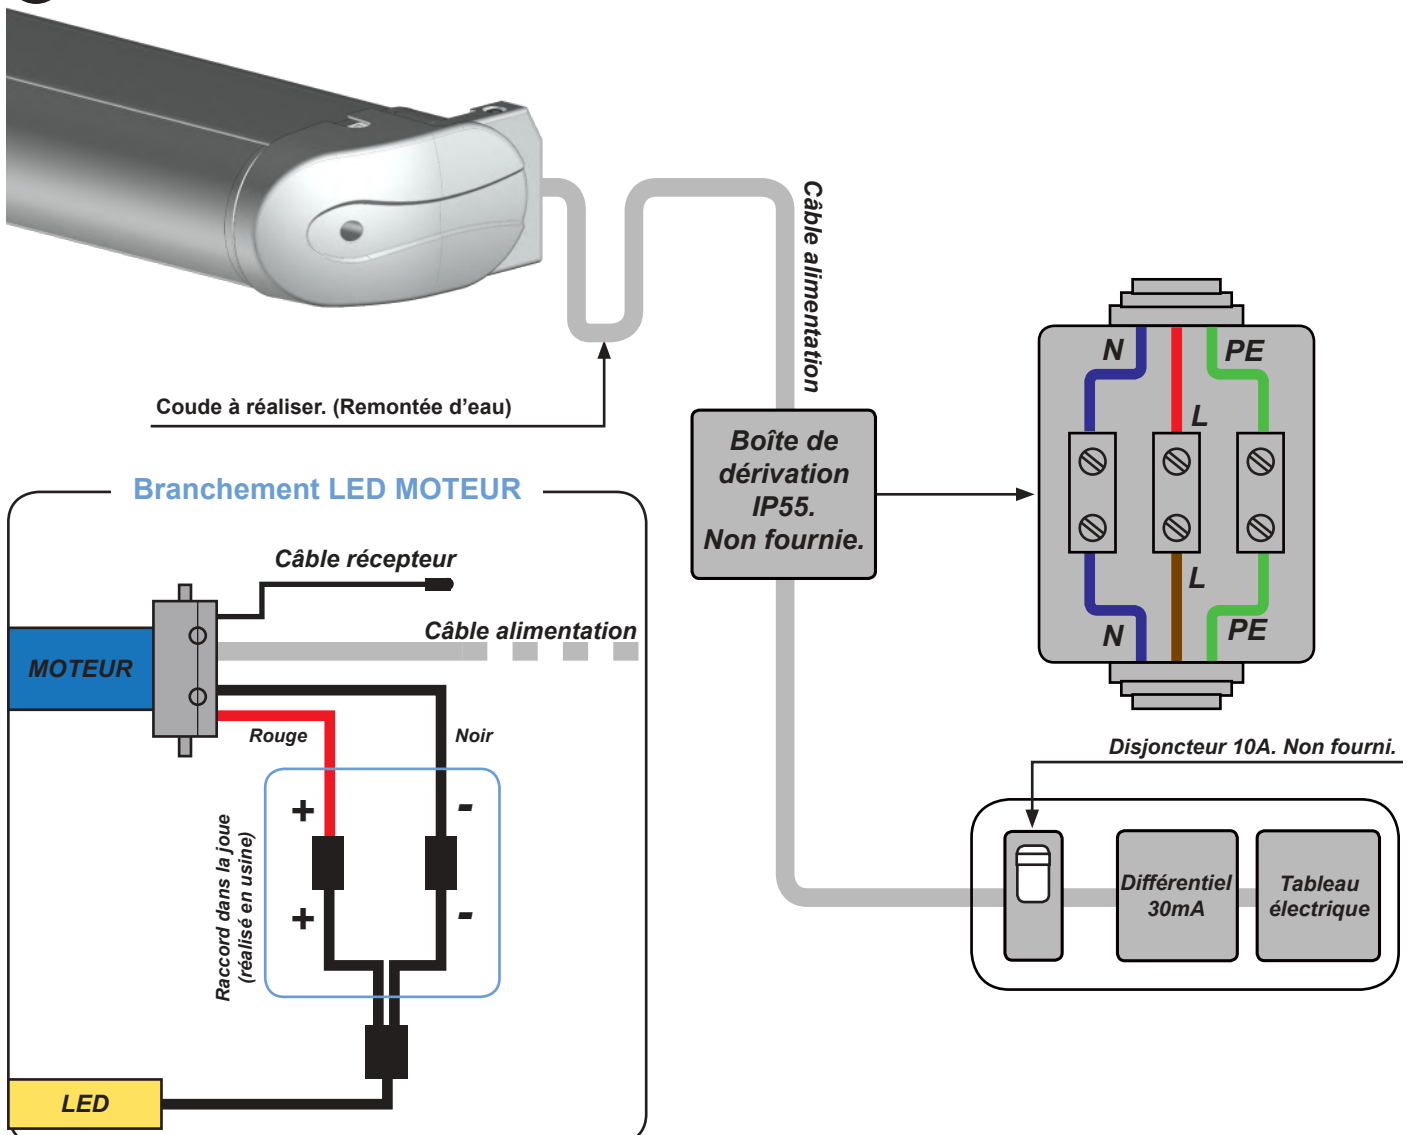 Câble alimentation
Coude à réaliser. (Remontée d'eau)
Boîte de
dérivation
IP55.
Non fournie.
N
PE
L
L
N
PE
Branchement LED MOTEUR
Câble récepteur
Câble alimentation
MOTEUR
Rouge
Noir
+
-
+
-
Raccord dans la joue
(réalisé en usine)
LED
Disjoncteur 10A. Non fourni.
Différentiel
30mA
Tableau
électrique